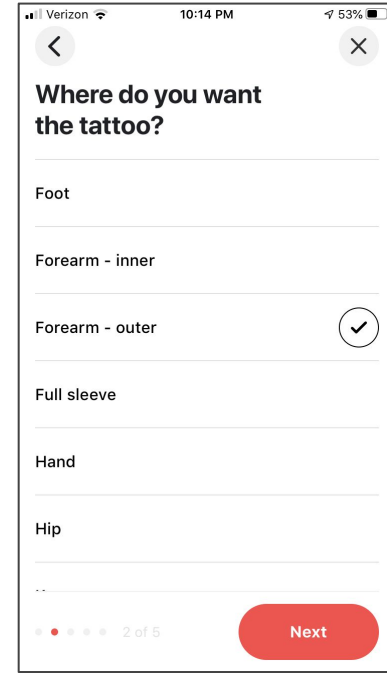 Verizon 10:14 PM 53%
Where do you want
the tattoo?
Foot
Forearm - inner
Forearm - outer
Full sleeve
Hand
Hip
2 of 5 Next